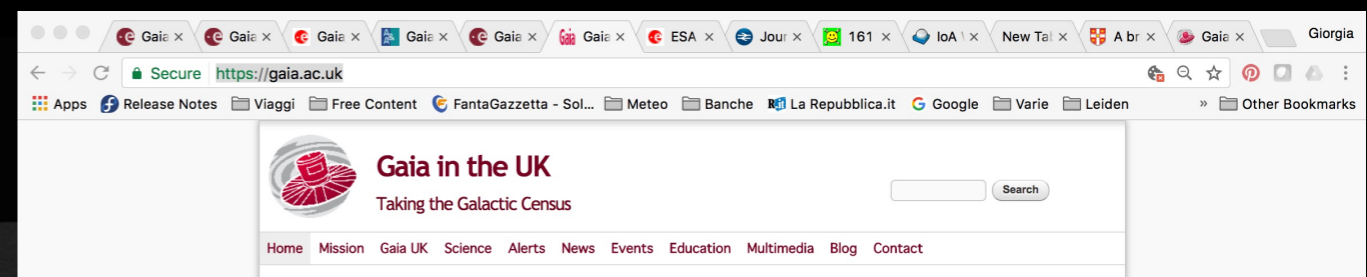 Gaia Gaia Gaia Gaia Gaia Gaia ESA Jour 161 IoA \ New Tal A br Gaia Giorgia
Secure https://gaia.ac.uk
Apps Release Notes Viaggi Free Content FantaGazzetta - Sol... Meteo Banche R it La Repubblica.it G Google Varie Leiden » Other Bookmarks
Gaia in the UK
Search
Taking the Galactic Census
Home Mission Gaia UK Science Alerts News Events Education Multimedia Blog Contact